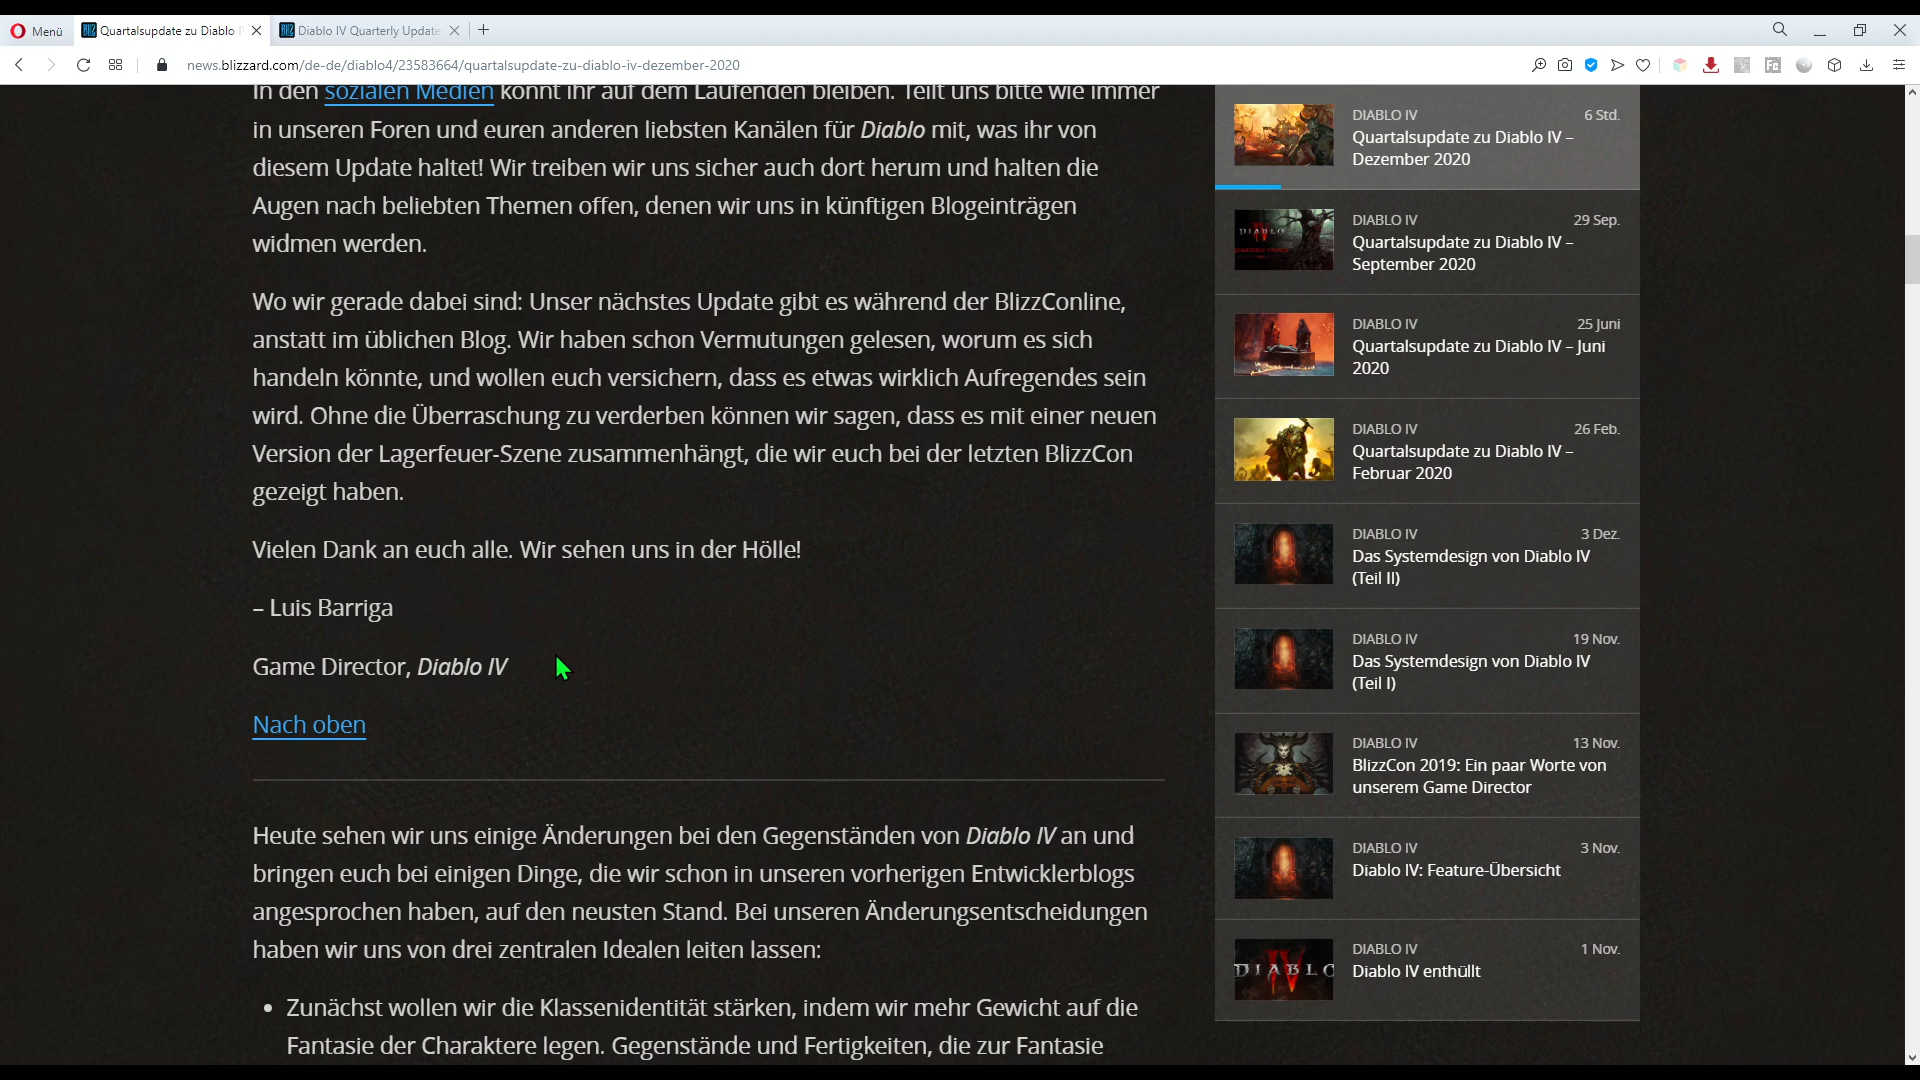 Menü
Quartalsupdate zu Diablo I
Diablo IV Quarterly Update
news.blizzard.com/de-de/diablo4/23583664/quartalsupdate-zu-diablo-iv-dezember-2020
In den sozialen Medien könnt ihr auf dem Laufenden bleiben. Teilt uns bitte wie immer
in unseren Foren und euren anderen liebsten Kanälen für Diablo mit, was ihr von
diesem Update haltet! Wir treiben wir uns sicher auch dort herum und halten die
Augen nach beliebten Themen offen, denen wir uns in künftigen Blogeinträgen
widmen werden.
Wo wir gerade dabei sind: Unser nächstes Update gibt es während der BlizzConline,
anstatt im üblichen Blog. Wir haben schon Vermutungen gelesen, worum es sich
handeln könnte, und wollen euch versichern, dass es etwas wirklich Aufregendes sein
wird. Ohne die Überraschung zu verderben können wir sagen, dass es mit einer neuen
Version der Lagerfeuer-Szene zusammenhängt, die wir euch bei der letzten BlizzCon
gezeigt haben.
Vielen Dank an euch alle. Wir sehen uns in der Hölle!
– Luis Barriga
Game Director, Diablo IV
Nach oben
Heute sehen wir uns einige Änderungen bei den Gegenständen von Diablo IV an und
bringen euch bei einigen Dinge, die wir schon in unseren vorherigen Entwicklerblogs
angesprochen haben, auf den neusten Stand. Bei unseren Änderungsentscheidungen
haben wir uns von drei zentralen Idealen leiten lassen:
• Zunächst wollen wir die Klassenidentität stärken, indem wir mehr Gewicht auf die
Fantasie der Charaktere legen. Gegenstände und Fertigkeiten, die zur Fantasie
DIABLO IV 6 Std.
Quartalsupdate zu Diablo IV –
Dezember 2020
DIABLO IV 29 Sep.
Quartalsupdate zu Diablo IV –
September 2020
DIABLO IV 25 Juni
Quartalsupdate zu Diablo IV – Juni
2020
DIABLO IV 26 Feb.
Quartalsupdate zu Diablo IV –
Februar 2020
DIABLO IV 3 Dez.
Das Systemdesign von Diablo IV
(Teil II)
DIABLO IV 19 Nov.
Das Systemdesign von Diablo IV
(Teil I)
DIABLO IV 13 Nov.
BlizzCon 2019: Ein paar Worte von
unserem Game Director
DIABLO IV 3 Nov.
Diablo IV: Feature-Übersicht
DIABLO IV 1 Nov.
Diablo IV enthüllt